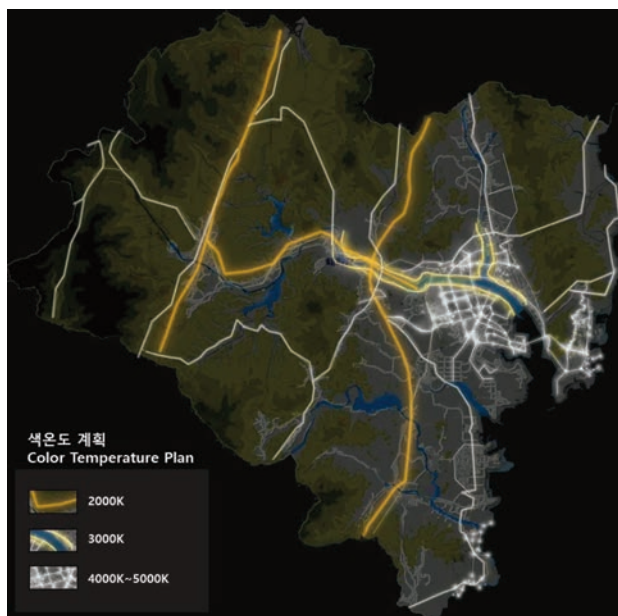 색온도 계획
Color Temperature Plan
2000K
3000K
4000K~5000K